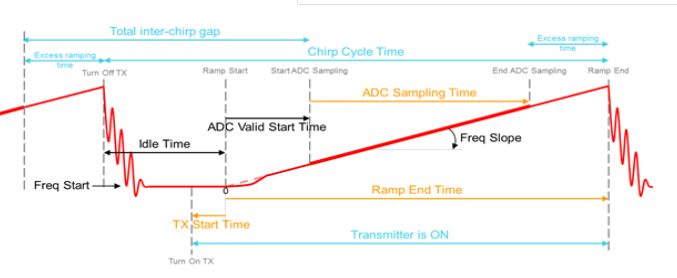 Total inter-chirp gap
Excess ramping
time
Chirp Cycle Time
Excess ramping
time
Turn Off TX
Ramp Start
Start ADC Sampling
End ADC Sampling
Ramp End
ADC Sampling Time
ADC Valid Start Time
Idle Time
Freq Slope
Freq Start
0
Ramp End Time
TX Start Time
Transmitter is ON
Turn On TX